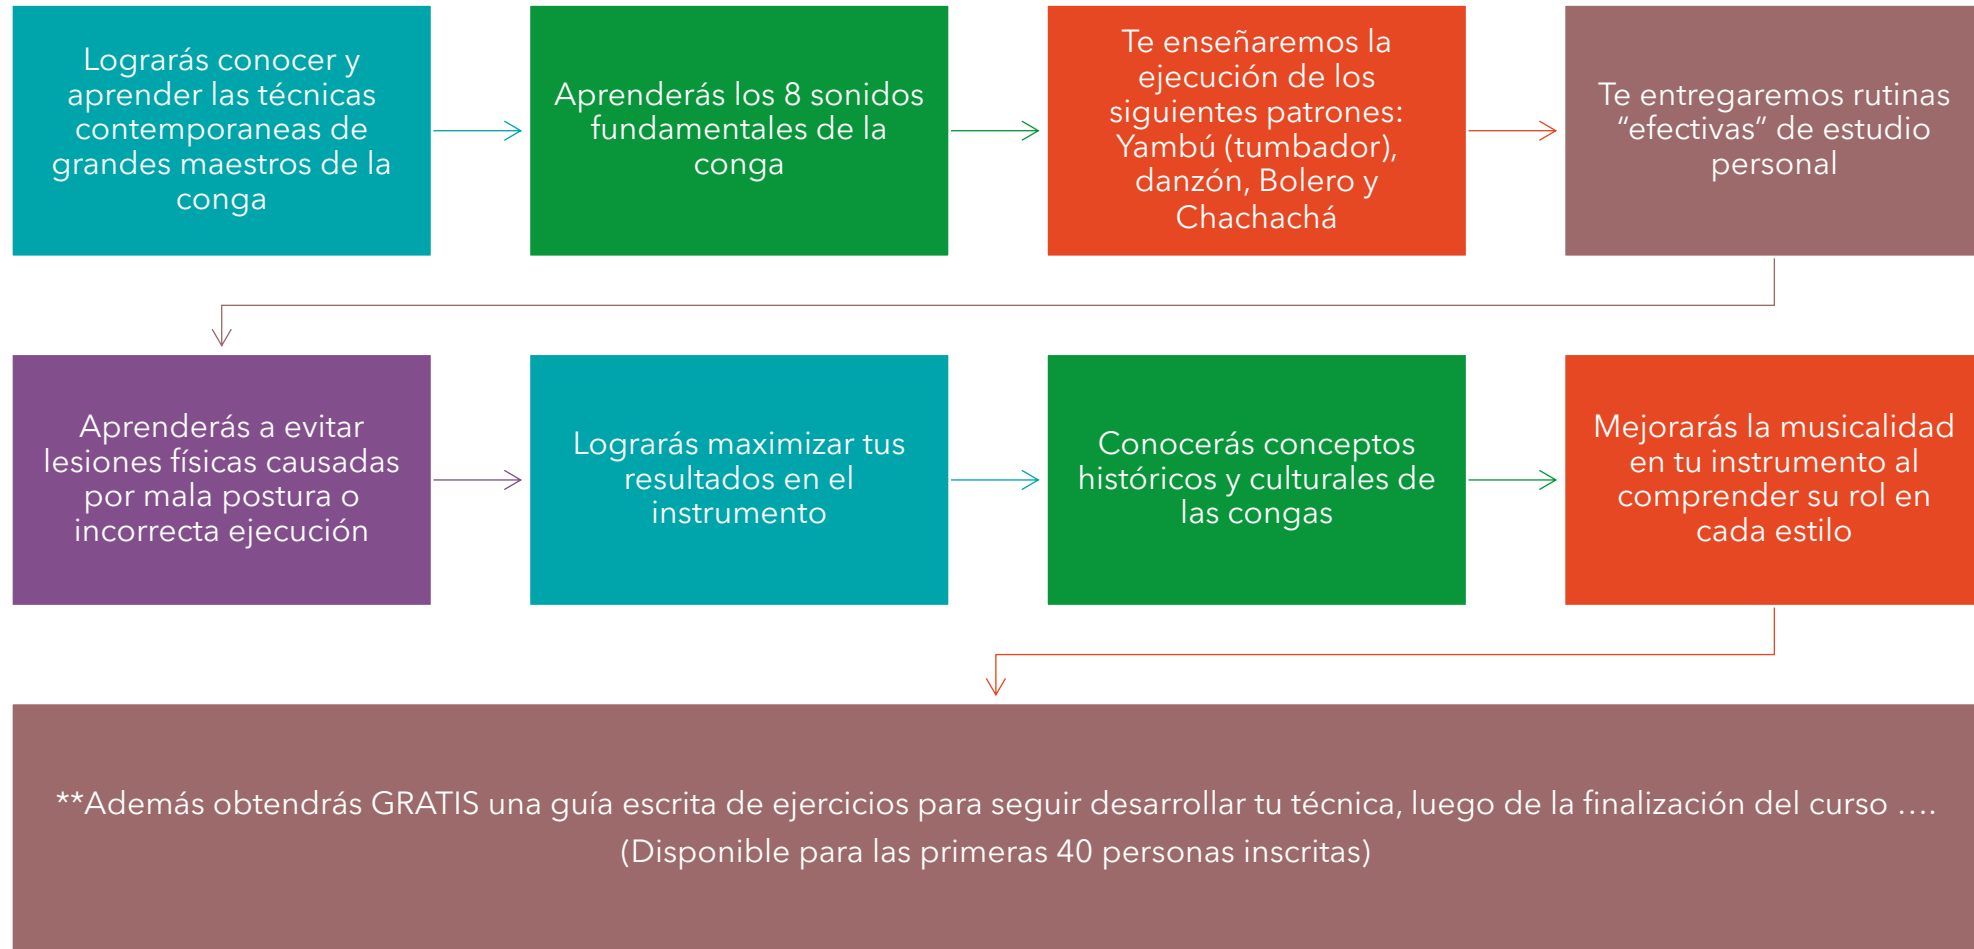 Lograrás conocer y
aprender las técnicas
contemporaneas de
grandes maestros de la
conga
Aprenderás los 8 sonidos
fundamentales de la
conga
Te enseñaremos la
ejecución de los
siguientes patrones:
Yambú (tumbador),
danzón, Bolero y
Chachachá
Te entregaremos rutinas
“efectivas” de estudio
personal
Aprenderás a evitar
lesiones físicas causadas
por mala postura o
incorrecta ejecución
Lograrás maximizar tus
resultados en el
instrumento
Conocerás conceptos
históricos y culturales de
las congas
Mejorarás la musicalidad
en tu instrumento al
comprender su rol en
cada estilo
**Además obtendrás GRATIS una guía escrita de ejercicios para seguir desarrollar tu técnica, luego de la finalización del curso ….
(Disponible para las primeras 40 personas inscritas)